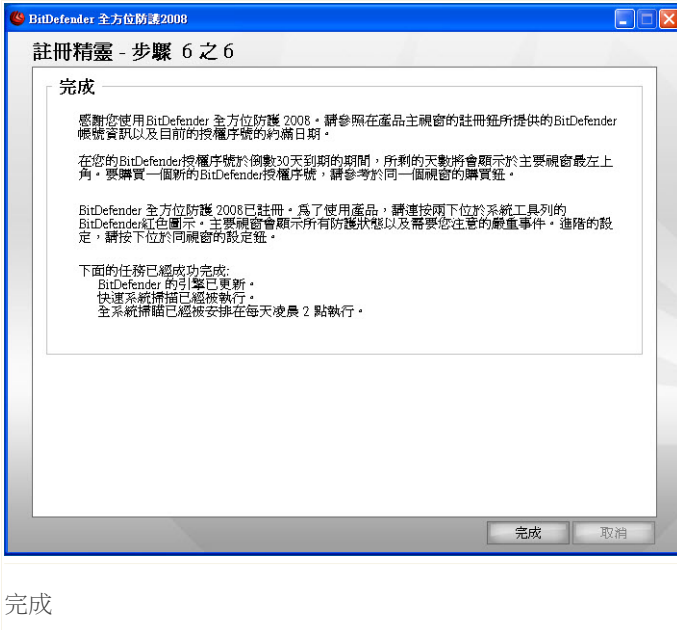 BitDefender 全方位防護2008
註冊精靈 - 步驟 6 之 6
完成
感謝您使用BitDefender 全方位防護 2008。請參照在產品主視窗的註冊鈕所提供的BitDefender
帳號資訊以及目前的授權序號的約滿日期。
在您的BitDefender授權序號於倒數30天到期的期間，所剩的天數將會顯示於主要視窗最左上
角。要購買一個新的BitDefender授權序號，請參考於同一個視窗的購買鈕。
BitDefender 全方位防護 2008已註冊。爲了使用產品，請連按兩下位於系統工具列的
BitDefender紅色圖示。主要視窗會顯示所有防護狀態以及需要您注意的嚴重事件。進階的設
定，請按下位於同視窗的設定鈕。
下面的任務已經成功完成:
BitDefender 的引擎已更新。
快速系統掃描已經被執行。
全系統掃瞄已經被安排在每天凌晨 2 點執行。
完成
取消
完成